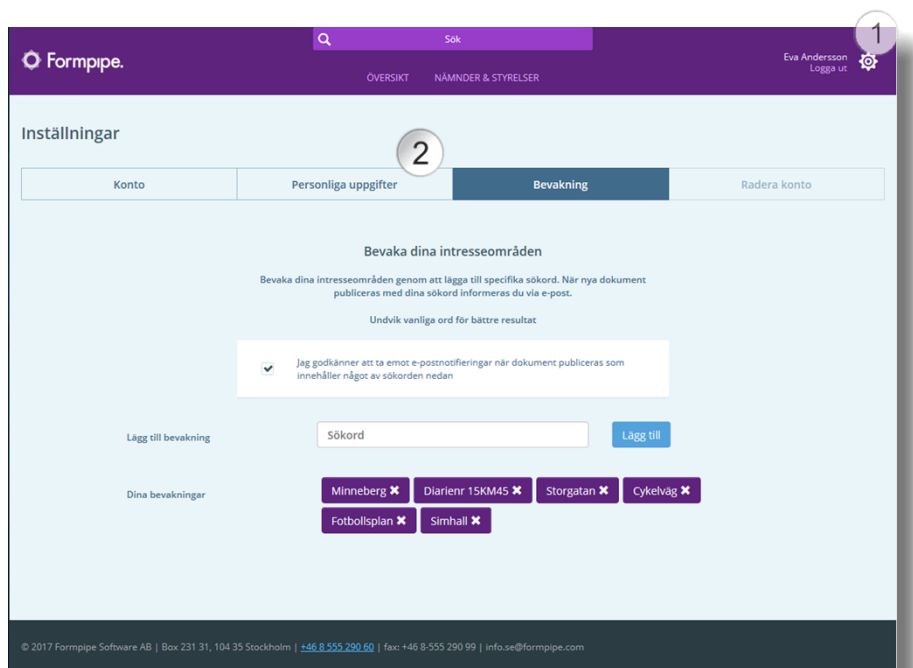 1
Sök
Formpipe.
Eva Andersson
Logga ut
ÖVERSIKT NÄMNDER & STYRELSER
Inställningar
2
Konto Personliga uppgifter Bevakning Radera konto
Bevaka dina intresseområden
Bevaka dina intresseområden genom att lägga till specifika sökord. När nya dokument
publiceras med dina sökord informeras du via e-post.
Undvik vanliga ord för bättre resultat
Jag godkänner att ta emot e-postnotifieringar när dokument publiceras som
innehåller något av sökorden nedan
Lägg till bevakning Sökord Lägg till
Dina bevakningar Minneberg ✖ Diarienr 15KM45 ✖ Storgatan ✖ Cykelväg ✖
Fotbollsplan ✖ Simhall ✖
© 2017 Formpipe Software AB | Box 231 31, 104 35 Stockholm | +46 8 555 290 60 | fax: +46 8-555 290 99 | info.se@formpipe.com